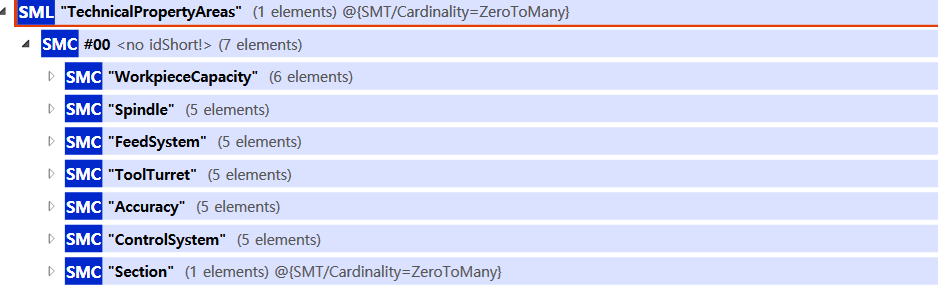 SML "TechnicalPropertyAreas" (1 elements) @{SMT/Cardinality=ZeroToMany}
SMC #00 <no idShort!> (7 elements)
SMC "WorkpieceCapacity" (6 elements)
SMC "Spindle" (5 elements)
SMC "FeedSystem" (5 elements)
SMC "ToolTurret" (5 elements)
SMC "Accuracy" (5 elements)
SMC "ControlSystem" (5 elements)
SMC "Section" (1 elements) @{SMT/Cardinality=ZeroToMany}